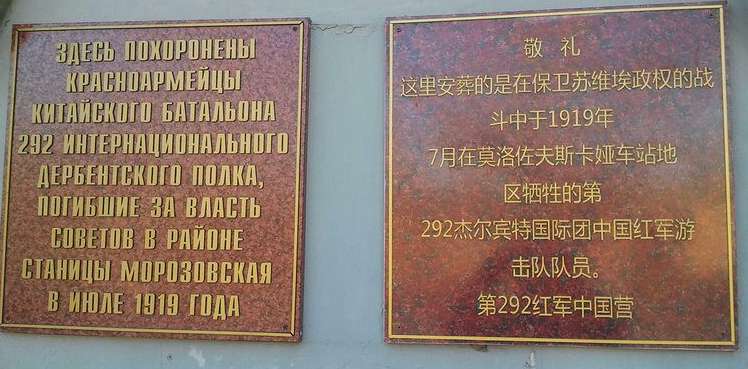 ЗДЕСЬ ПОХОРОНЕНЫ
КРАСНОАРМЕЙЦЫ
КИТАЙСКОГО БАТАЛЬОНА
292 ИНТЕРНАЦИОНАЛЬНОГО
ДЕРБЕНТСКОГО ПОЛКА,
ПОГИБШИЕ ЗА ВЛАСТЬ
СОВЕТОВ В РАЙОНЕ
СТАНИЦЫ МОРОЗОВСКАЯ
В ИЮЛЕ 1919 ГОДА
敬礼
这里安葬的是在保卫苏维埃政权的战
斗中于1919年
7月在莫洛佐夫斯卡娅车站地
区牺牲的第
292杰尔宾特国际团中国红军游
击队队员。
第292红军中国营